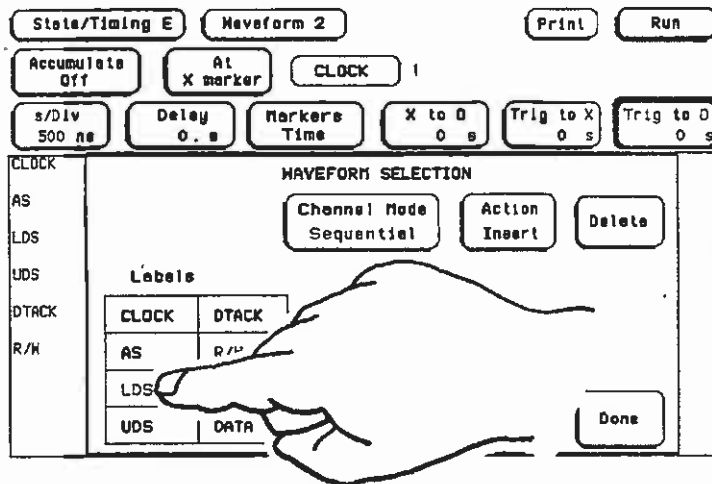 State/Timing E Waveform 2 Print Run
Accumulate Off At X marker CLOCK 1
s/Div 500 ns Delay 0. s Markers Time X to O 0 s Trig to X 0 s Trig to O 0 s
CLOCK
AS
LDS
UDS
DTACK
R/W
WAVEFORM SELECTION
Channel Mode Sequential Action Insert Delete
Labels
CLOCK DTACK
AS R/W
LDS
UDS DATA
Done